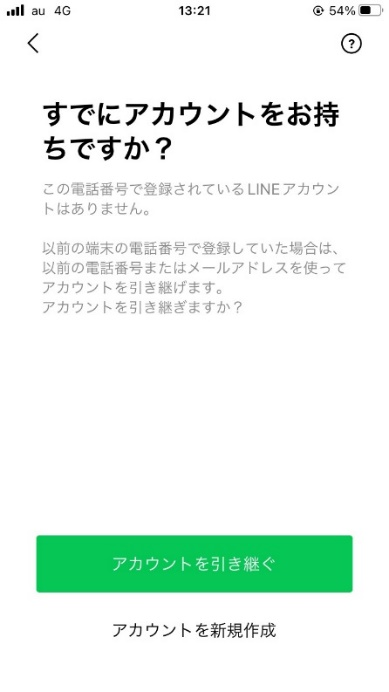 au 4G 13:21 54%
?
すでにアカウントをお持
ちですか？
この電話番号で登録されているLINEアカウン
トはありません。
以前の端末の電話番号で登録していた場合は、
以前の電話番号またはメールアドレスを使って
アカウントを引き継げます。
アカウントを引き継ぎますか？
アカウントを引き継ぐ
アカウントを新規作成